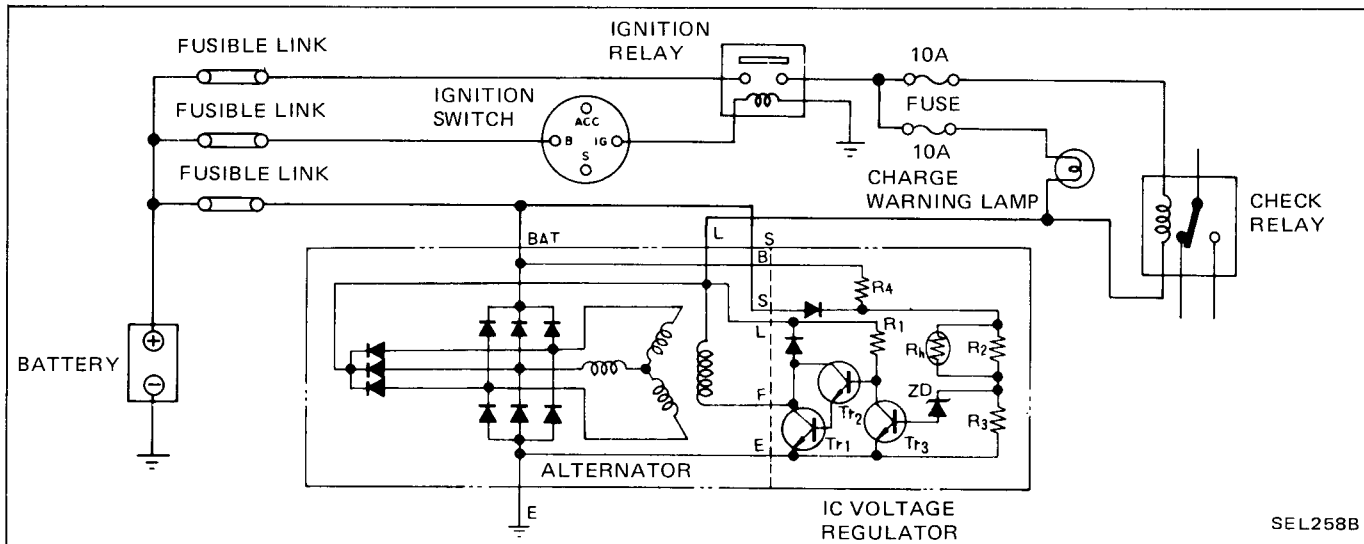 FUSIBLE LINK
IGNITION
RELAY
10A
FUSIBLE LINK
IGNITION
SWITCH
ACC
B
IG
S
FUSE
10A
FUSIBLE LINK
CHARGE
WARNING LAMP
CHECK
RELAY
L
S
BAT
B
R4
S
L
R1
Rh
R2
BATTERY
+
−
ZD
F
Tr2
R3
Tr1
Tr3
E
ALTERNATOR
E
IC VOLTAGE
REGULATOR
SEL258B